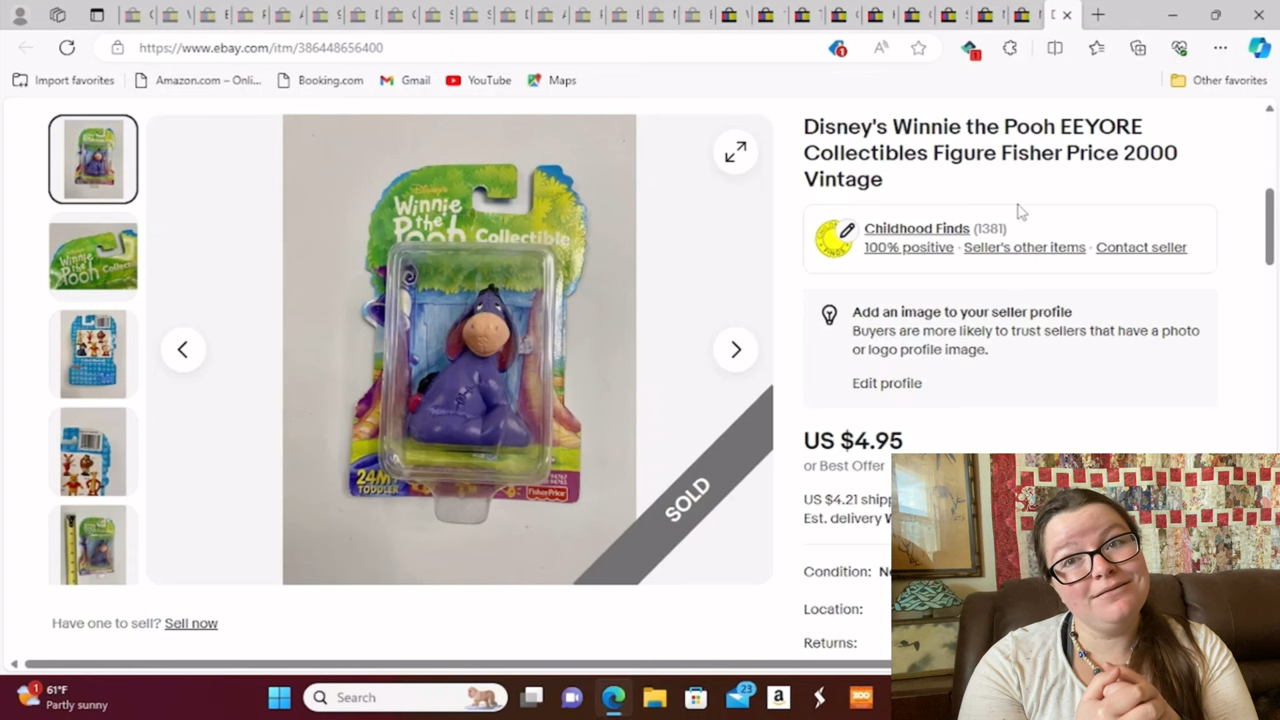 https://www.ebay.com/itm/386448656400
Import favorites
Amazon.com – Onli...
Booking.com
Gmail
YouTube
Maps
Other favorites
Disney's Winnie the Pooh EEYORE
Collectibles Figure Fisher Price 2000
Vintage
Childhood Finds (1381)
100% positive · Seller's other items · Contact seller
Add an image to your seller profile
Buyers are more likely to trust sellers that have a photo
or logo profile image.
Edit profile
US $4.95
or Best Offer
US $4.21 shipp
Est. delivery W
Condition: Ne
Location:
Returns:
Disney's
Winnie
the
Pooh
Collectible
24M+
TODDLER
Fisher-Price
SOLD
Have one to sell? Sell now
1
61°F
Partly sunny
Search
23